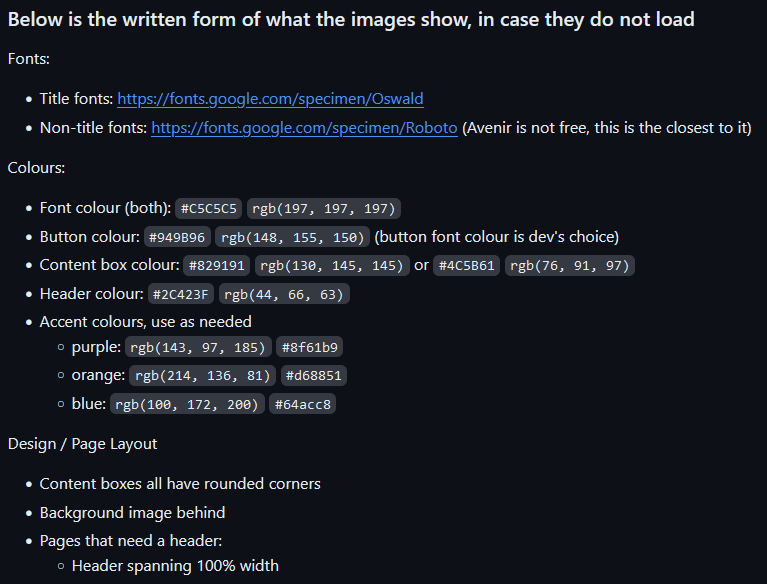 Below is the written form of what the images show, in case they do not load
Fonts:
• Title fonts: https://fonts.google.com/specimen/Oswald
• Non-title fonts: https://fonts.google.com/specimen/Roboto (Avenir is not free, this is the closest to it)
Colours:
• Font colour (both): #C5C5C5 rgb(197, 197, 197)
• Button colour: #949B96 rgb(148, 155, 150) (button font colour is dev's choice)
• Content box colour: #829191 rgb(130, 145, 145) or #4C5B61 rgb(76, 91, 97)
• Header colour: #2C423F rgb(44, 66, 63)
• Accent colours, use as needed
◦ purple: rgb(143, 97, 185) #8f61b9
◦ orange: rgb(214, 136, 81) #d68851
◦ blue: rgb(100, 172, 200) #64acc8
Design / Page Layout
• Content boxes all have rounded corners
• Background image behind
• Pages that need a header:
◦ Header spanning 100% width